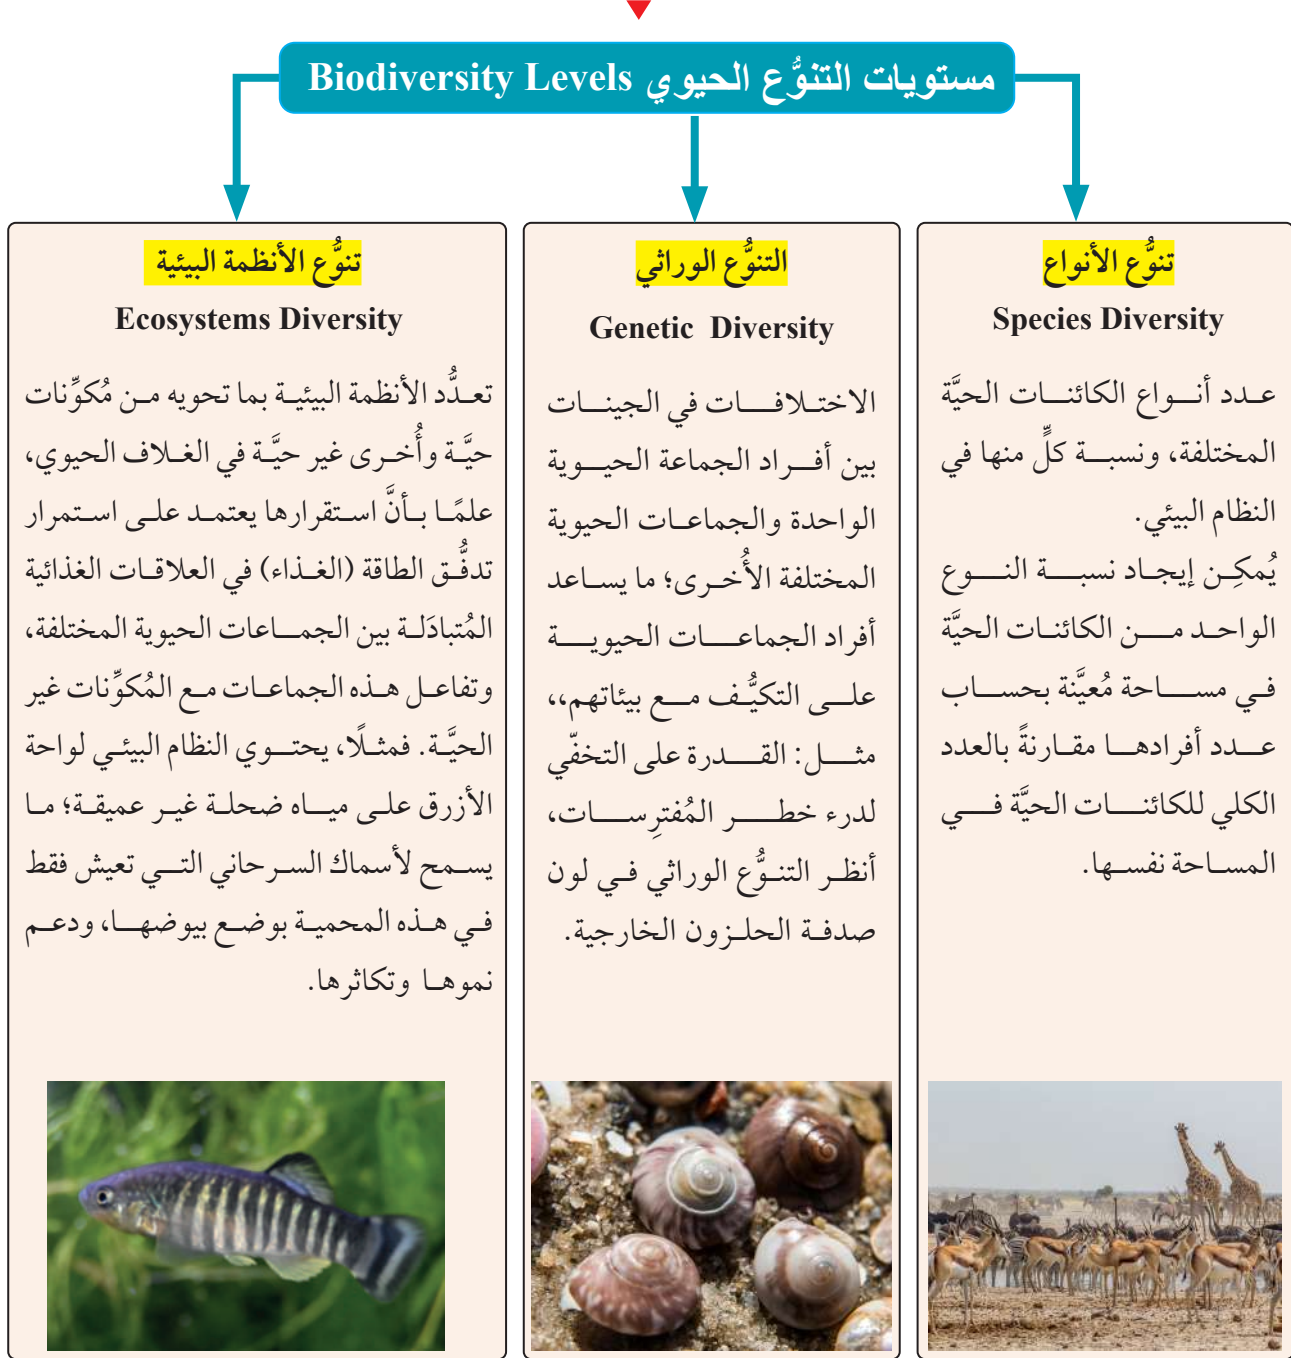 مستويات التنوُّع الحيوي Biodiversity Levels
تنوُّع الأنواع
Species Diversity
عدد أنواع الكائنات الحيَّة
المختلفة، ونسبة كلٍّ منها في
النظام البيئي.
يُمكِن إيجاد نسبة النوع
الواحد من الكائنات الحيَّة
في مساحة مُعيَّنة بحساب
عدد أفرادها مقارنةً بالعدد
الكلي للكائنات الحيَّة في
المساحة نفسها.
التنوُّع الوراثي
Genetic Diversity
الاختلافات في الجينات
بين أفراد الجماعة الحيوية
الواحدة والجماعات الحيوية
المختلفة الأُخرى؛ ما يساعد
أفراد الجماعات الحيوية
على التكيُّف مع بيئاتهم،،
مثل: القدرة على التخفّي
لدرء خطر المُفترِسات،
أنظر التنوُّع الوراثي في لون
صدفة الحلزون الخارجية.
تنوُّع الأنظمة البيئية
Ecosystems Diversity
تعدُّد الأنظمة البيئية بما تحويه من مُكوِّنات
حيَّة وأُخرى غير حيَّة في الغلاف الحيوي،
علمًا بأنَّ استقرارها يعتمد على استمرار
تدفُّق الطاقة (الغذاء) في العلاقات الغذائية
المُتبادَلة بين الجماعات الحيوية المختلفة،
وتفاعل هذه الجماعات مع المُكوِّنات غير
الحيَّة. فمثلًا، يحتوي النظام البيئي لواحة
الأزرق على مياه ضحلة غير عميقة؛ ما
يسمح لأسماك السرحاني التي تعيش فقط
في هذه المحمية بوضع بيوضها، ودعم
نموها وتكاثرها.